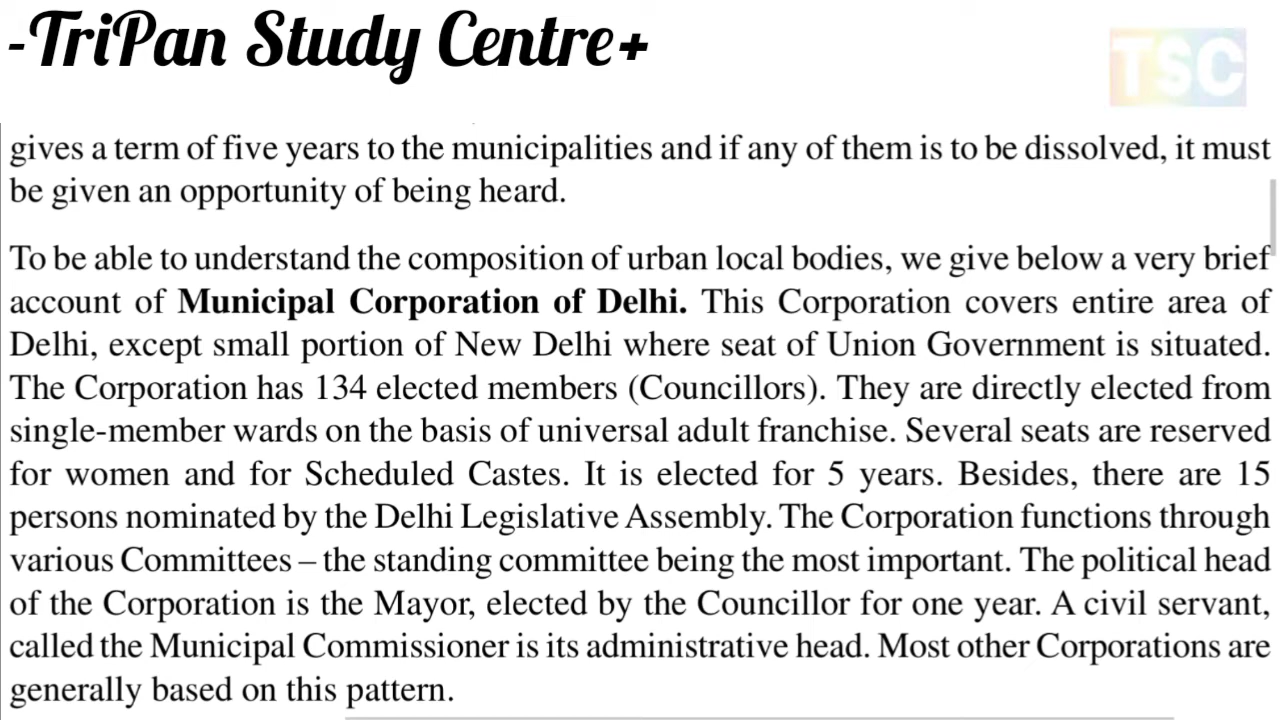 -TriPan Study Centre+
TSC
gives a term of five years to the municipalities and if any of them is to be dissolved, it must
be given an opportunity of being heard.
To be able to understand the composition of urban local bodies, we give below a very brief
account of Municipal Corporation of Delhi. This Corporation covers entire area of
Delhi, except small portion of New Delhi where seat of Union Government is situated.
The Corporation has 134 elected members (Councillors). They are directly elected from
single-member wards on the basis of universal adult franchise. Several seats are reserved
for women and for Scheduled Castes. It is elected for 5 years. Besides, there are 15
persons nominated by the Delhi Legislative Assembly. The Corporation functions through
various Committees – the standing committee being the most important. The political head
of the Corporation is the Mayor, elected by the Councillor for one year. A civil servant,
called the Municipal Commissioner is its administrative head. Most other Corporations are
generally based on this pattern.